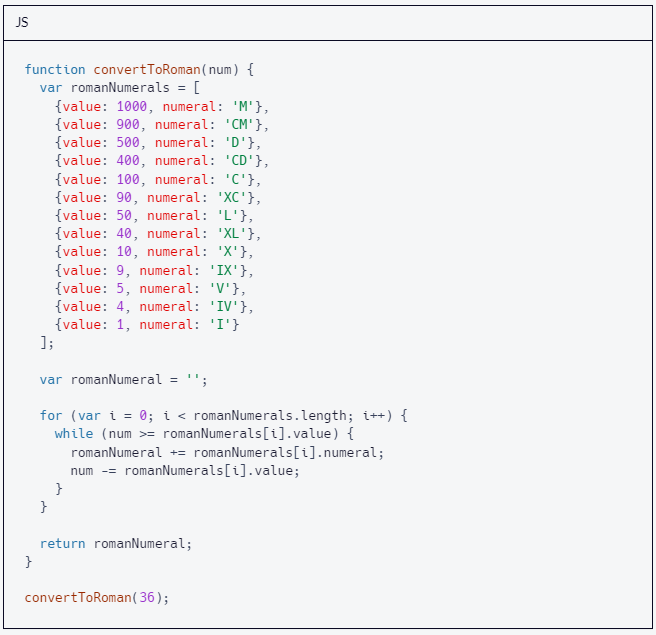 JS
function convertToRoman(num) {
  var romanNumerals = [
    {value: 1000, numeral: 'M'},
    {value: 900, numeral: 'CM'},
    {value: 500, numeral: 'D'},
    {value: 400, numeral: 'CD'},
    {value: 100, numeral: 'C'},
    {value: 90, numeral: 'XC'},
    {value: 50, numeral: 'L'},
    {value: 40, numeral: 'XL'},
    {value: 10, numeral: 'X'},
    {value: 9, numeral: 'IX'},
    {value: 5, numeral: 'V'},
    {value: 4, numeral: 'IV'},
    {value: 1, numeral: 'I'}
  ];
  var romanNumeral = '';
  for (var i = 0; i < romanNumerals.length; i++) {
    while (num >= romanNumerals[i].value) {
      romanNumeral += romanNumerals[i].numeral;
      num -= romanNumerals[i].value;
    }
  }
  return romanNumeral;
}
convertToRoman(36);